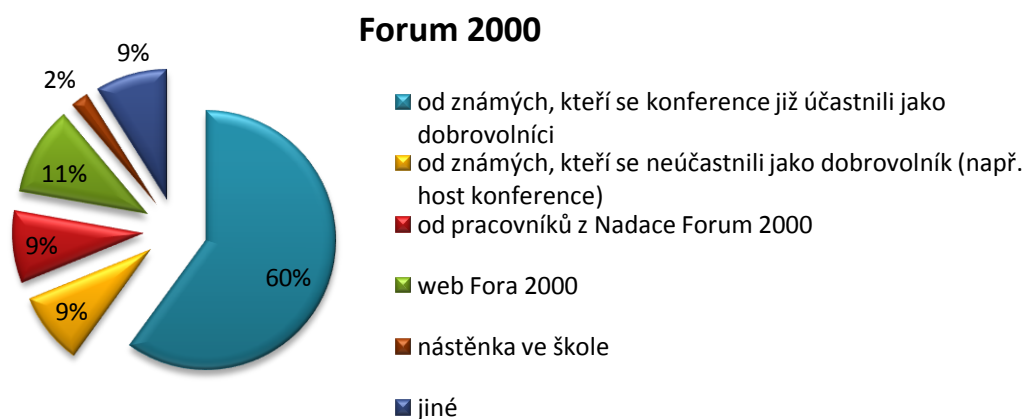 Forum 2000
9%
2%
11%
9%
9%
60%
od známých, kteří se konference již účastnili jako
dobrovolníci
od známých, kteří se neúčastnili jako dobrovolník (např.
host konference)
od pracovníků z Nadace Forum 2000
web Fora 2000
nástěnka ve škole
jiné